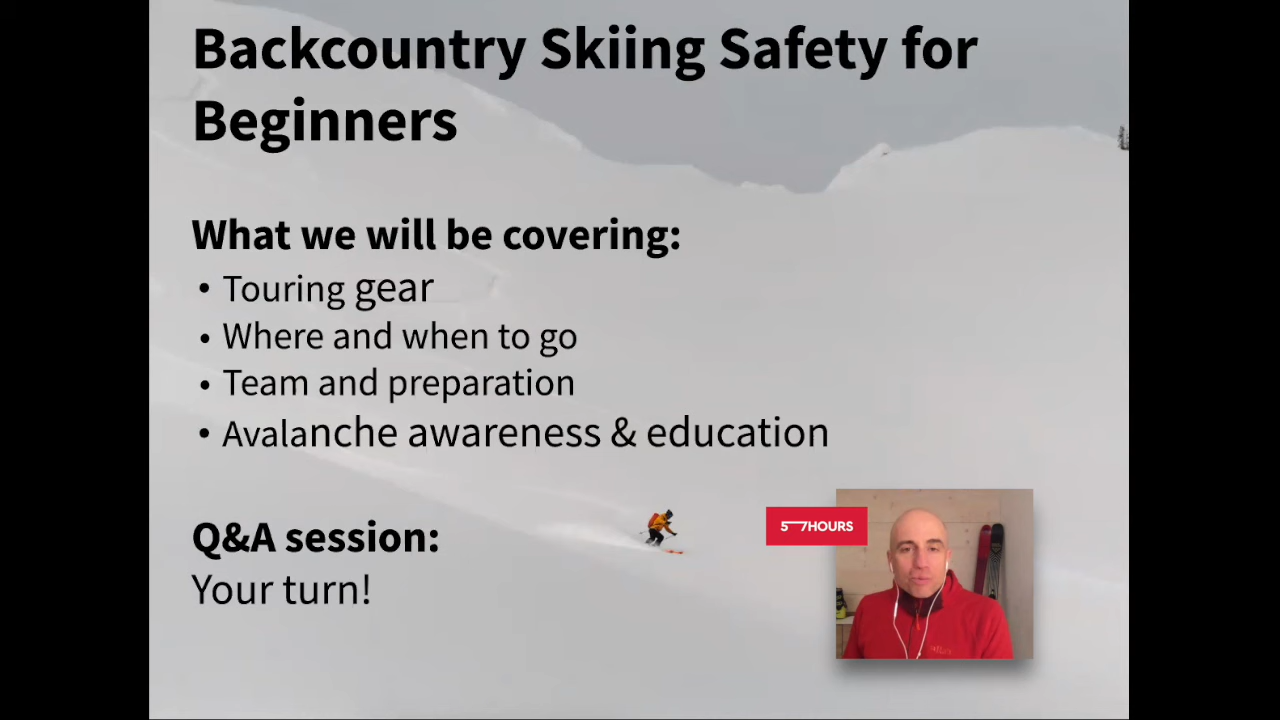 Backcountry Skiing Safety for
Beginners
What we will be covering:
• Touring gear
• Where and when to go
• Team and preparation
• Avalanche awareness & education
Q&A session:
Your turn!
57HOURS